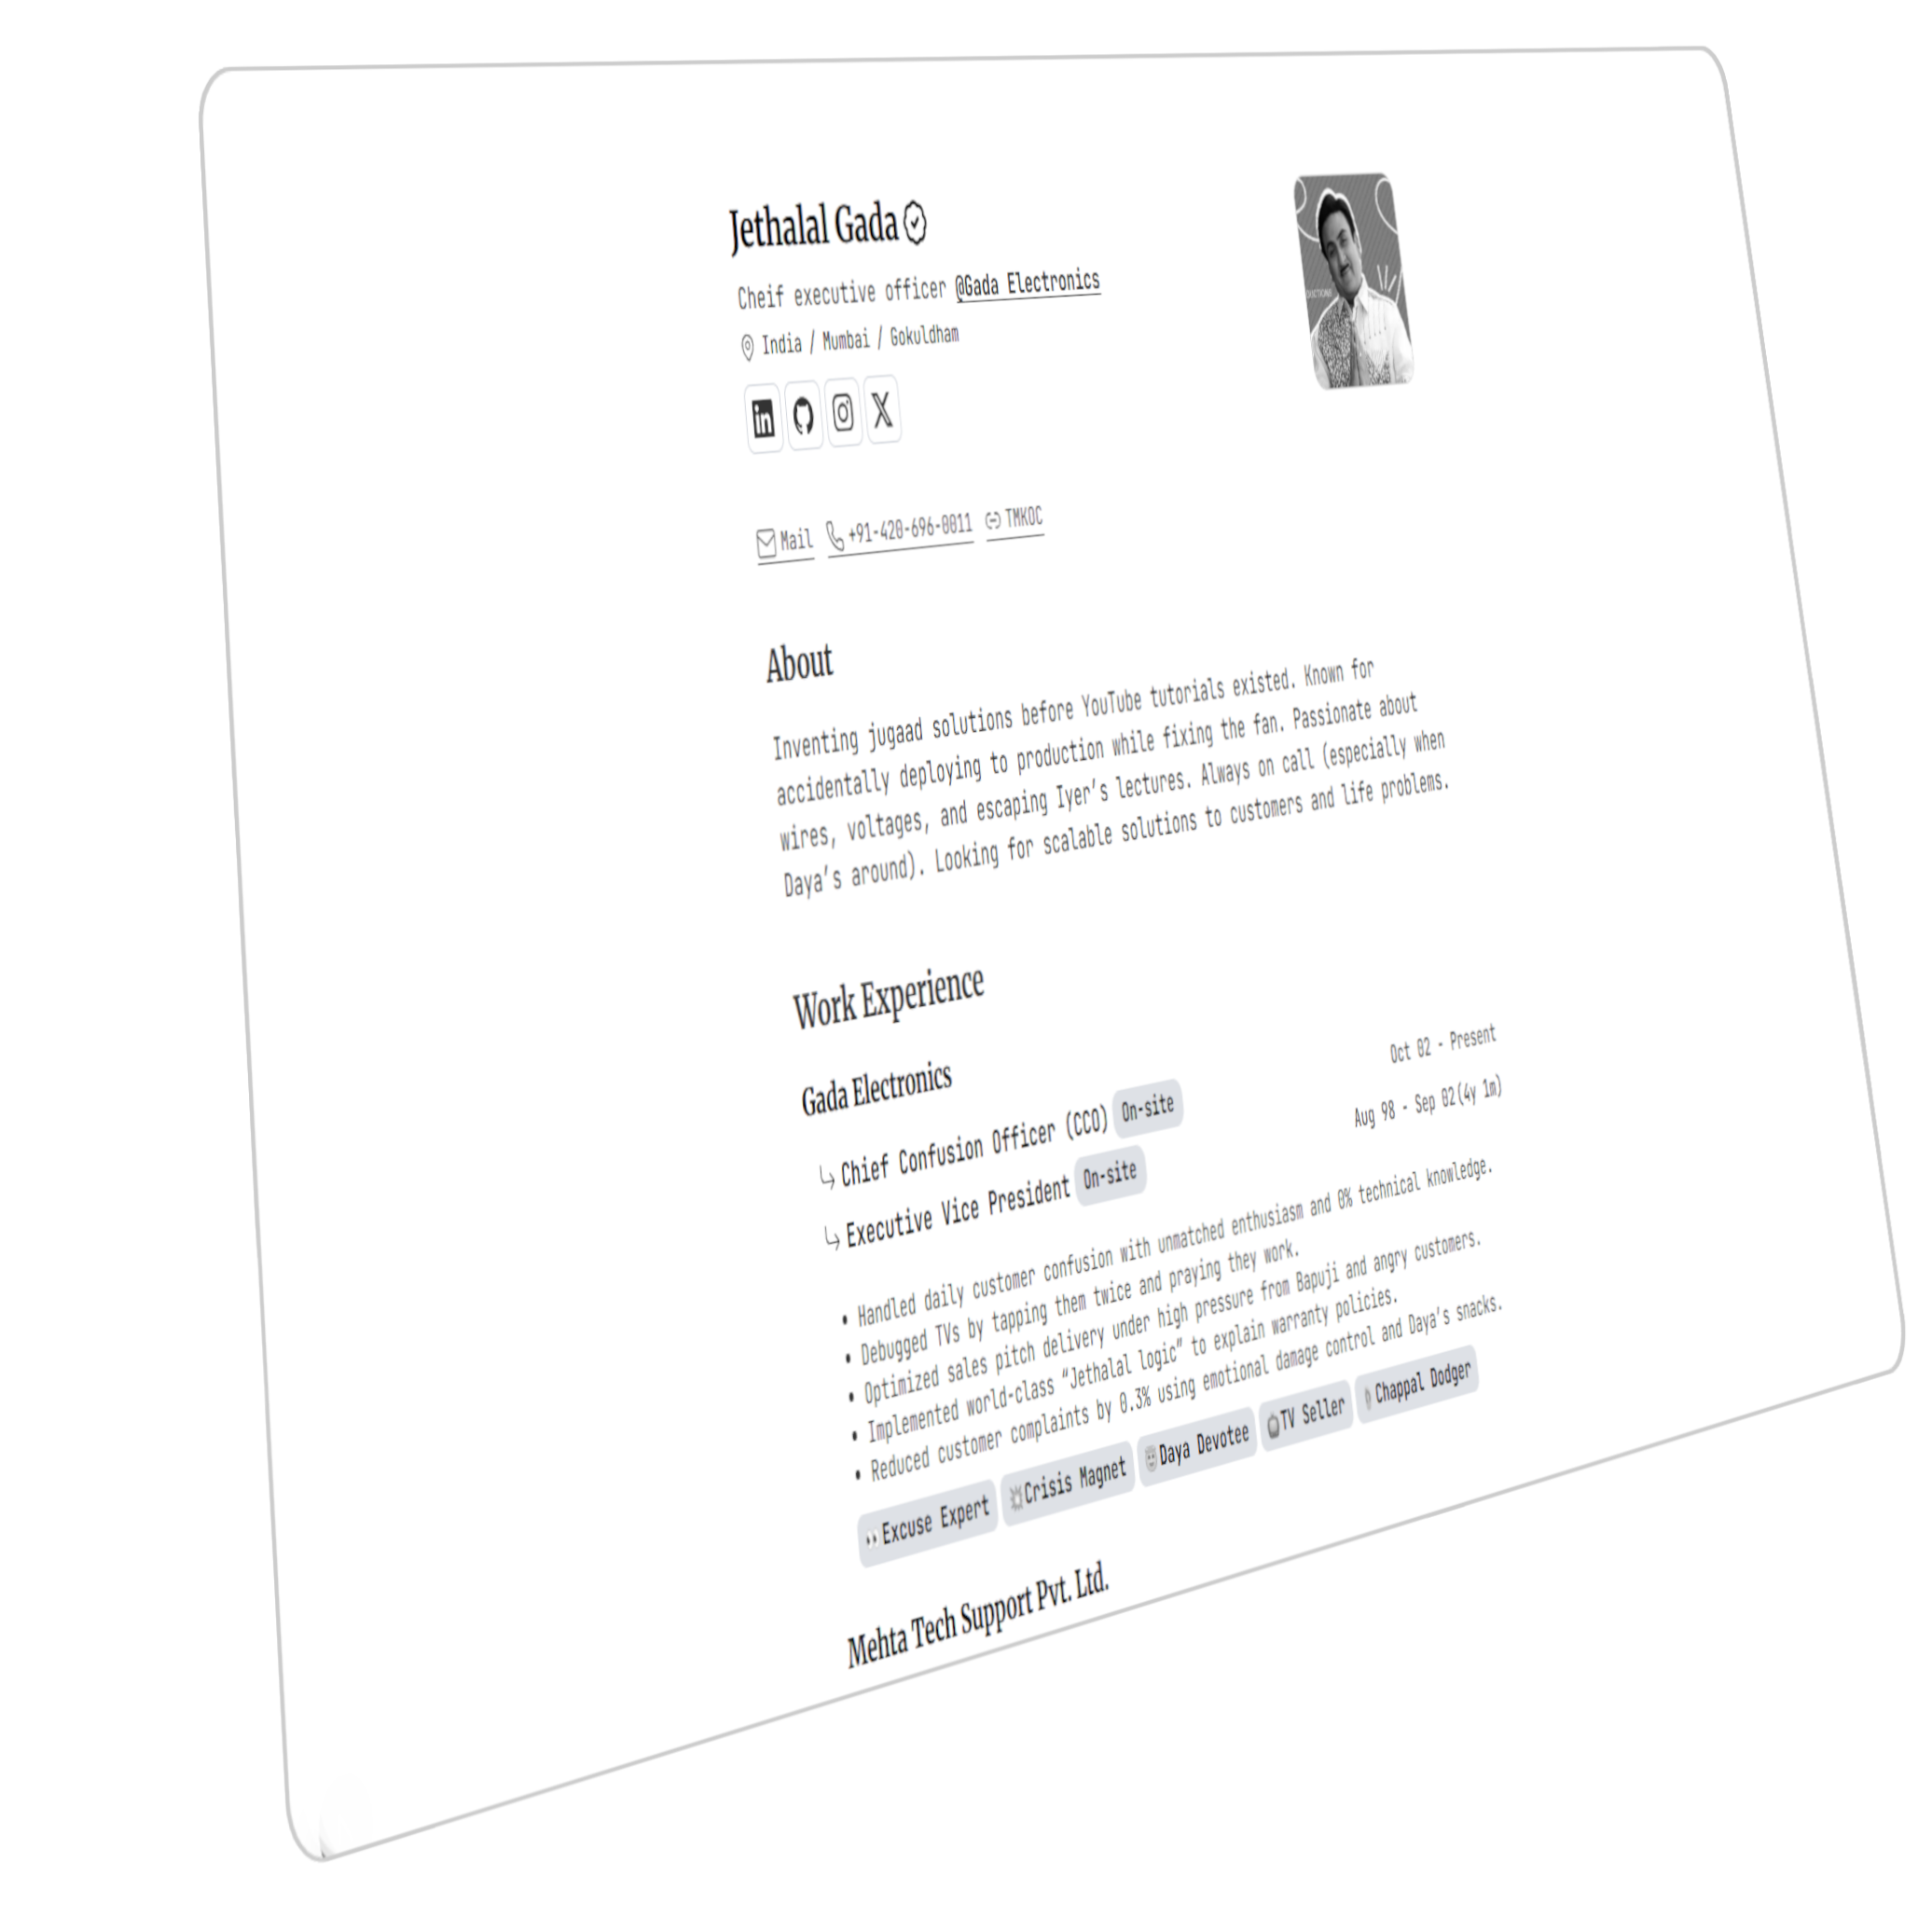 Jethalal Gada
Cheif executive officer @Gada Electronics
India / Mumbai / Gokuldham
in
Mail +91-420-696-0011 TMKOC
About
Inventing jugaad solutions before YouTube tutorials existed. Known for
accidentally deploying to production while fixing the fan. Passionate about
wires, voltages, and escaping Iyer’s lectures. Always on call (especially when
Daya’s around). Looking for scalable solutions to customers and life problems.
Work Experience
Gada Electronics
Chief Confusion Officer (CCO) On-site Oct 02 - Present
Executive Vice President On-site Aug 98 - Sep 02(4y 1m)
• Handled daily customer confusion with unmatched enthusiasm and 0% technical knowledge.
• Debugged TVs by tapping them twice and praying they work.
• Optimized sales pitch delivery under high pressure from Bapuji and angry customers.
• Implemented world-class “Jethalal logic” to explain warranty policies.
• Reduced customer complaints by 0.3% using emotional damage control and Daya’s snacks.
Excuse Expert Crisis Magnet Daya Devotee TV Seller Chappal Dodger
Mehta Tech Support Pvt. Ltd.